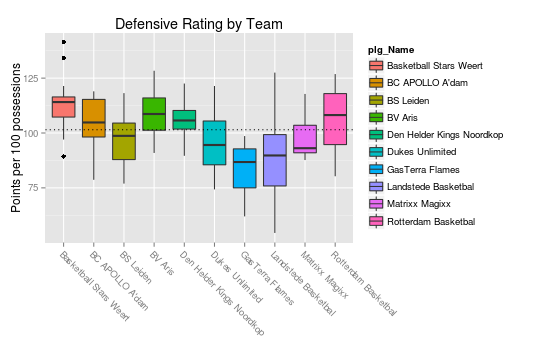 Defensive Rating by Team
Points per 100 possessions
125
100
75
Basketball Stars Weert
BC APOLLO A'dam
BS Leiden
BV Aris
Den Helder Kings Noordkop
Dukes Unlimited
GasTerra Flames
Landstede Basketbal
Matrixx Magixx
Rotterdam Basketbal
plg_Name
Basketball Stars Weert
BC APOLLO A'dam
BS Leiden
BV Aris
Den Helder Kings Noordkop
Dukes Unlimited
GasTerra Flames
Landstede Basketbal
Matrixx Magixx
Rotterdam Basketbal